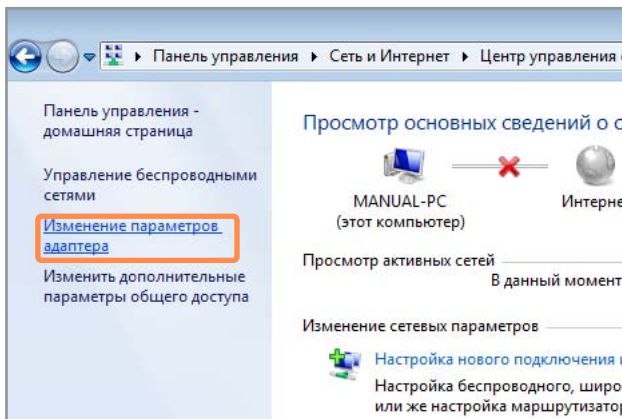 Панель управления ▸ Сеть и Интернет ▸ Центр управления
Панель управления -
домашняя страница
Управление беспроводными
сетями
Изменение параметров
адаптера
Изменить дополнительные
параметры общего доступа
Просмотр основных сведений о с
MANUAL-PC
(этот компьютер)
Интерне
Просмотр активных сетей
В данный момент
Изменение сетевых параметров
Настройка нового подключения и
Настройка беспроводного, широ
или же настройка маршрутизатор